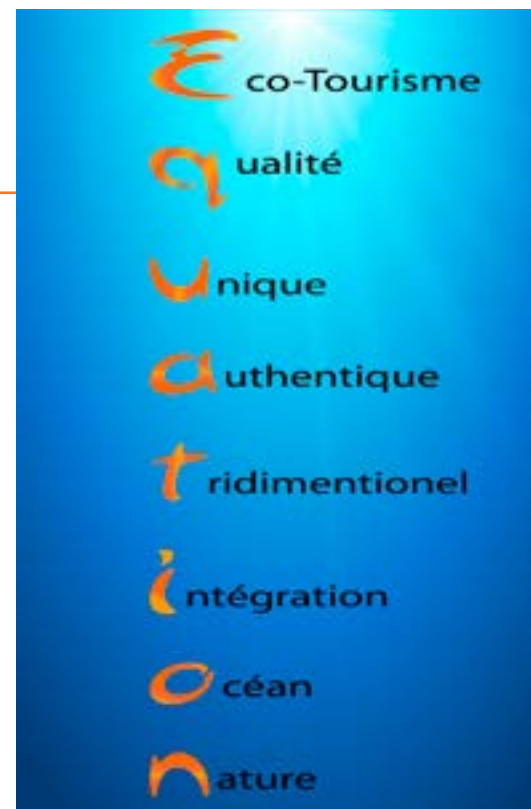 Eco-Tourisme
qualité
unique
authentique
tridimentionel
intégration
océan
nature